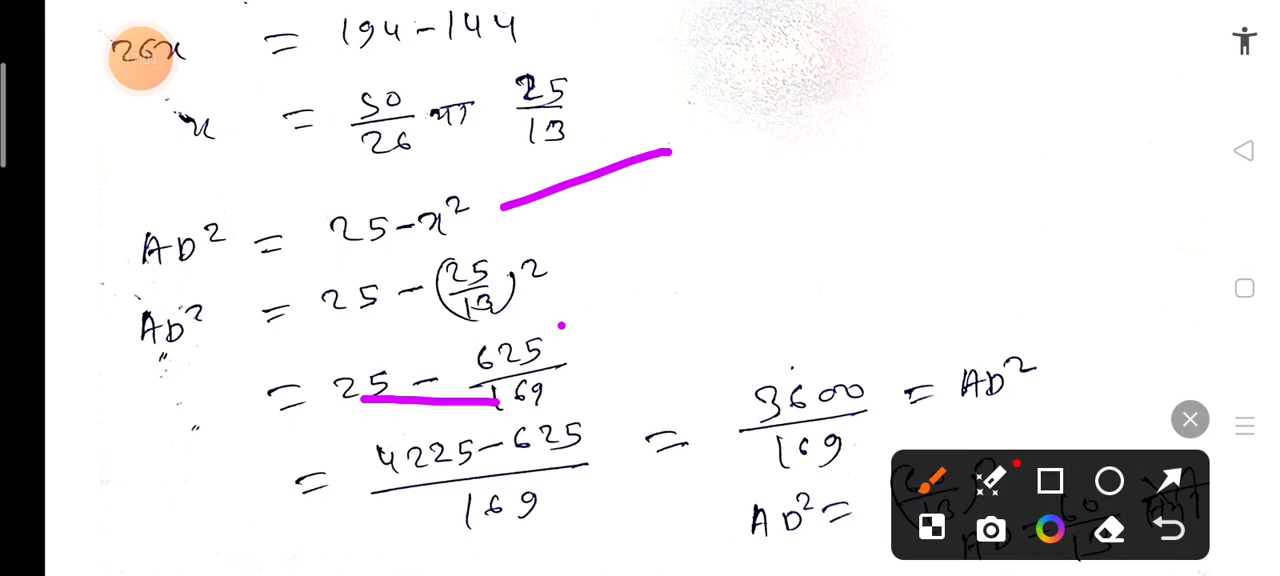 26x = 194-144
x = 50/26 या 25/13
AD² = 25-x²
AD² = 25 - (25/13)²
" = 25 - 625/169
" = 4225-625/169 = 3600/169 = AD²
AD² =